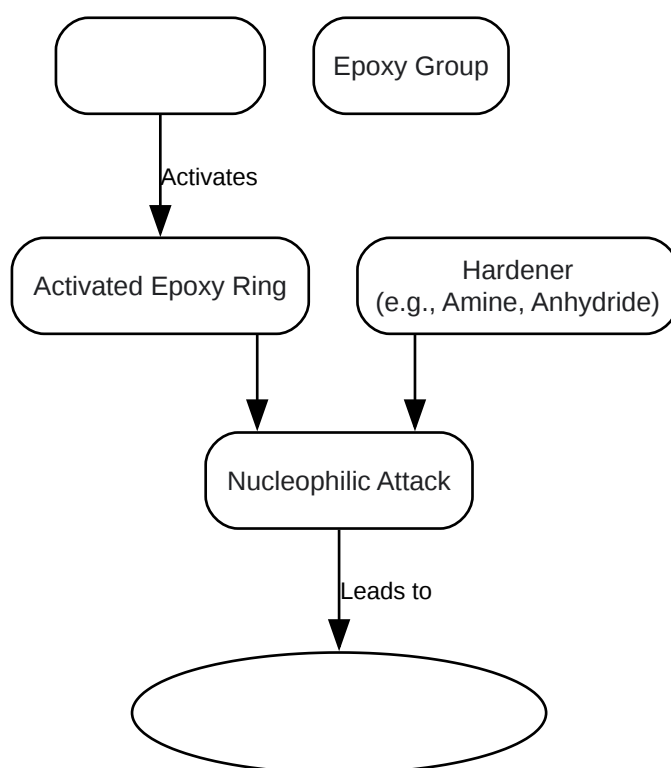 Epoxy Group
Activates
Activated Epoxy Ring
Hardener
(e.g., Amine, Anhydride)
Nucleophilic Attack
Leads to